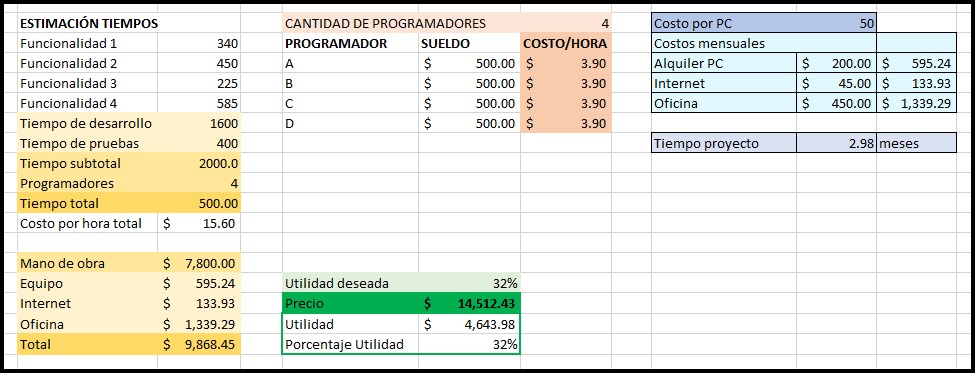 ESTIMACIÓN TIEMPOS
Funcionalidad 1 340
Funcionalidad 2 450
Funcionalidad 3 225
Funcionalidad 4 585
Tiempo de desarrollo 1600
Tiempo de pruebas 400
Tiempo subtotal 2000.0
Programadores 4
Tiempo total 500.00
Costo por hora total $ 15.60
Mano de obra $ 7,800.00
Equipo $ 595.24
Internet $ 133.93
Oficina $ 1,339.29
Total $ 9,868.45
CANTIDAD DE PROGRAMADORES 4
PROGRAMADOR SUELDO COSTO/HORA
A $ 500.00 $ 3.90
B $ 500.00 $ 3.90
C $ 500.00 $ 3.90
D $ 500.00 $ 3.90
Utilidad deseada 32%
Precio $ 14,512.43
Utilidad $ 4,643.98
Porcentaje Utilidad 32%
Costo por PC 50
Costos mensuales
Alquiler PC $ 200.00 $ 595.24
Internet $ 45.00 $ 133.93
Oficina $ 450.00 $ 1,339.29
Tiempo proyecto 2.98 meses